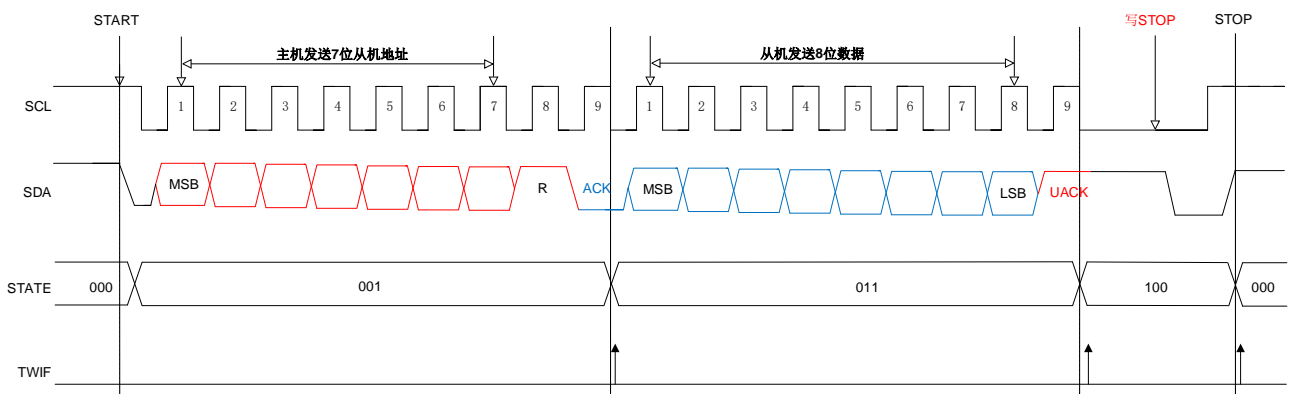 START 写STOP STOP
主机发送7位从机地址 从机发送8位数据
SCL 1 2 3 4 5 6 7 8 9 1 2 3 4 5 6 7 8 9
SDA MSB R ACK MSB LSB UACK
STATE 000 001 011 100 000
TWIF